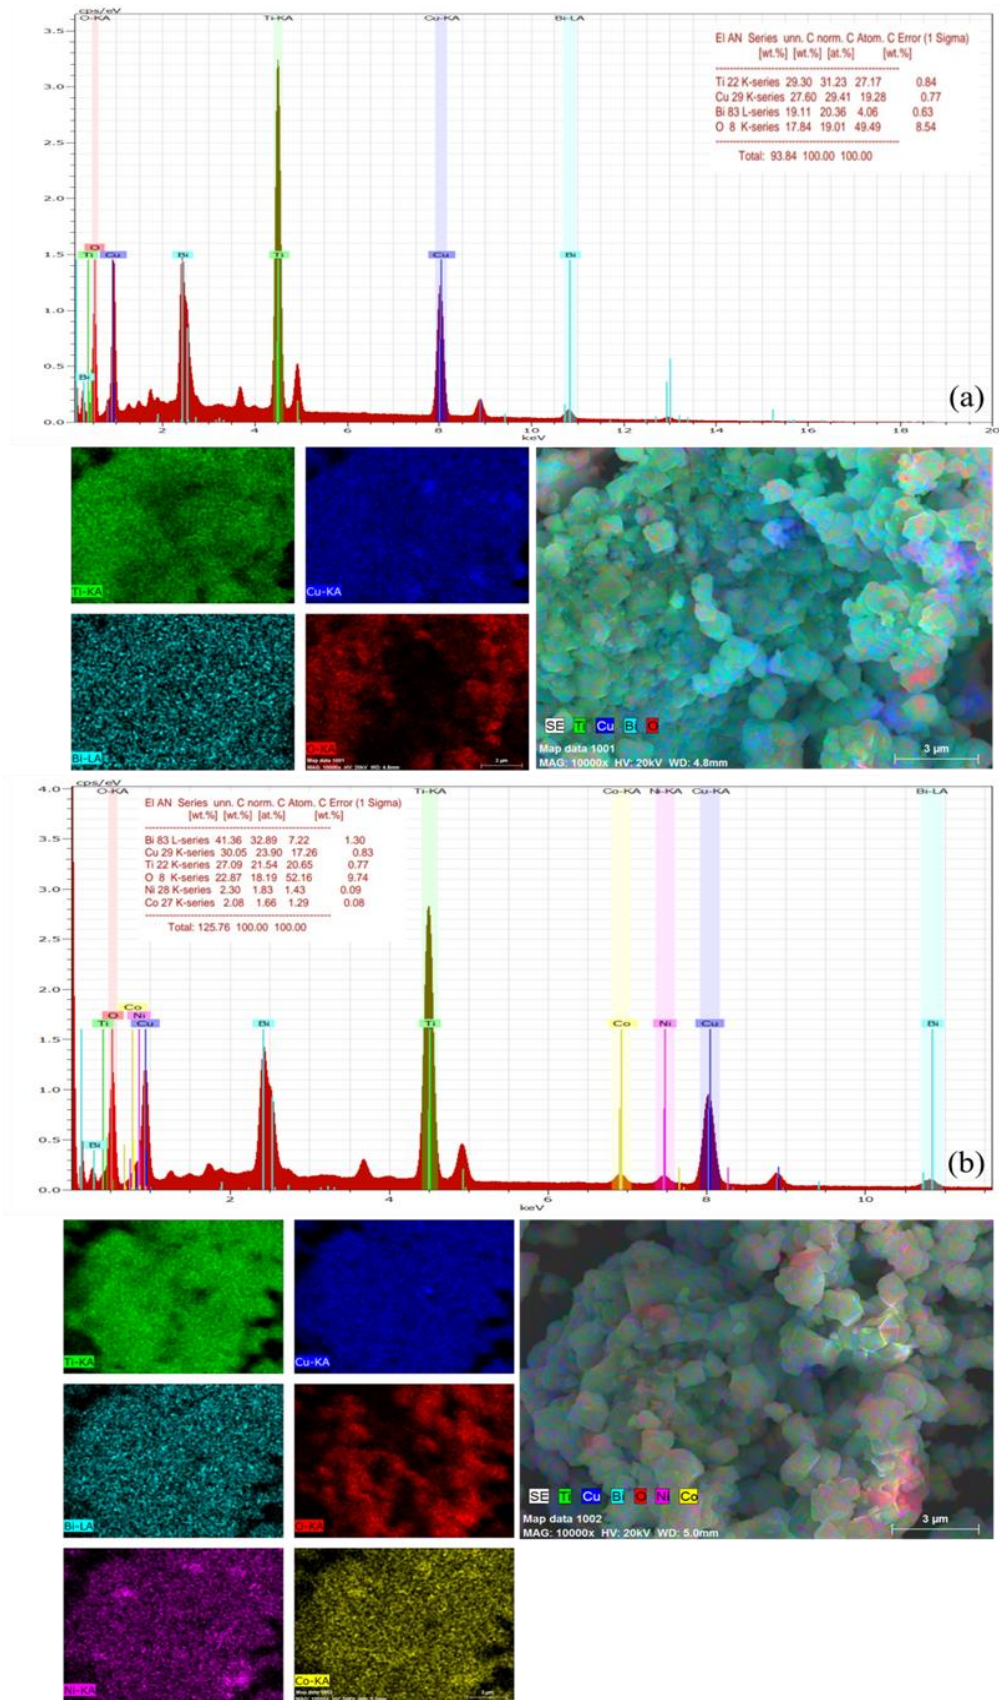 cps/eV
O-KA Ti-KA Cu-KA Bi-LA
El AN Series unn. C norm. C Atom. C Error (1 Sigma)
[wt.%] [wt.%] [at.%] [wt.%]
Ti 22 K-series 29.30 31.23 27.17 0.84
Cu 29 K-series 27.60 29.41 19.28 0.77
Bi 83 L-series 19.11 20.36 4.06 0.63
O 8 K-series 17.84 19.01 49.49 8.54
Total: 93.84 100.00 100.00
3.5
3.0
2.5
2.0
1.5
1.0
0.5
0.0
O
Ti Cu Bi Ti Cu Bi
Bi
(a)
2 4 6 8 10 12 14 16 18 20
keV
Ti-KA
Cu-KA
Bi-LA
O-KA
Map data 1001
MAG: 10000x HV: 20kV WD: 4.8mm
3 µm
SE Ti Cu Bi O
Map data 1001
MAG: 10000x HV: 20kV WD: 4.8mm
3 µm
cps/eV
O-KA Ti-KA Co-KA Ni-KA Cu-KA Bi-LA
El AN Series unn. C norm. C Atom. C Error (1 Sigma)
[wt.%] [wt.%] [at.%] [wt.%]
Bi 83 L-series 41.36 32.89 7.22 1.30
Cu 29 K-series 30.05 23.90 17.26 0.83
Ti 22 K-series 27.09 21.54 20.65 0.77
O 8 K-series 22.87 18.19 52.16 9.74
Ni 28 K-series 2.30 1.83 1.43 0.09
Co 27 K-series 2.08 1.66 1.29 0.08
Total: 125.76 100.00 100.00
4.0
3.5
3.0
2.5
2.0
1.5
1.0
0.5
0.0
Co
O Ni
Ti Cu Bi Ti Co Ni Cu Bi
Bi
(b)
2 4 6 8 10
keV
Ti-KA
Cu-KA
Bi-LA
O-KA
Ni-KA
Co-KA
SE Ti Cu Bi O Ni Co
Map data 1002
MAG: 10000x HV: 20kV WD: 5.0mm
3 µm